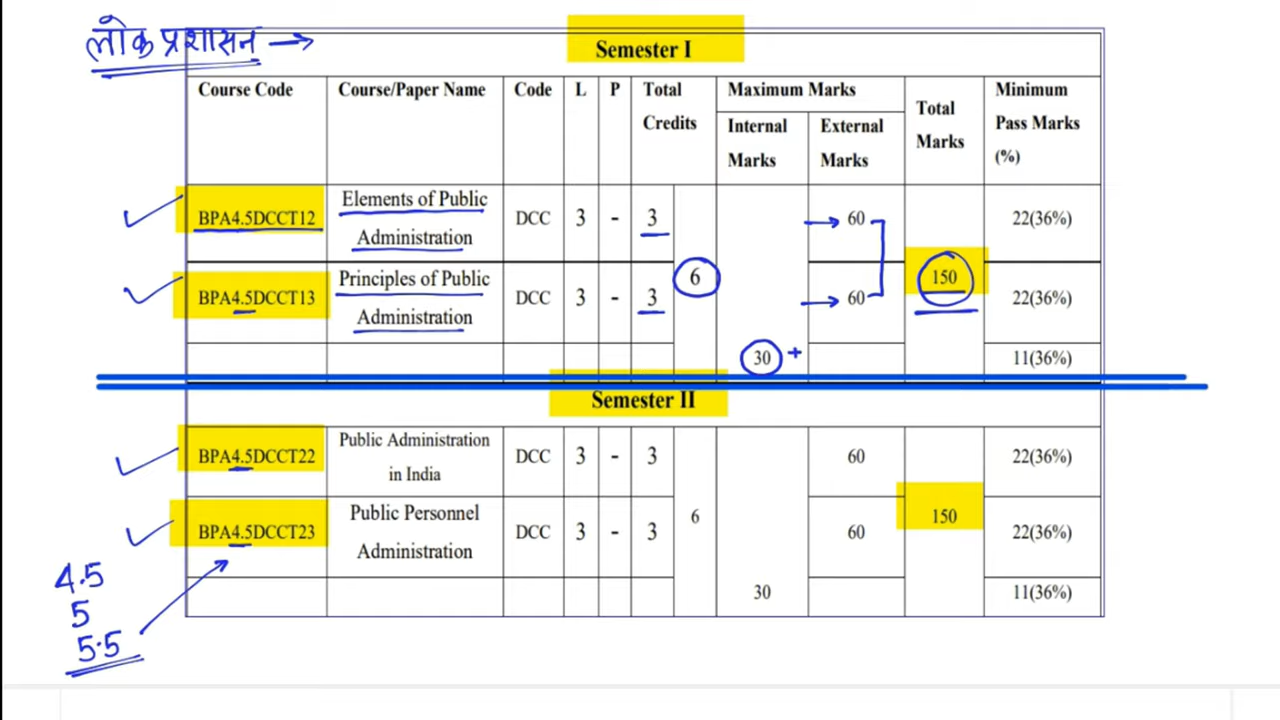 लोक प्रशासन →
Semester I
Course Code Course/Paper Name Code L P Total Credits Maximum Marks Total Marks Minimum Pass Marks (%)
Internal Marks External Marks
BPA4.5DCCT12 Elements of Public Administration DCC 3 - 3 60 22(36%)
6 150
BPA4.5DCCT13 Principles of Public Administration DCC 3 - 3 60 22(36%)
30 + 11(36%)
Semester II
BPA4.5DCCT22 Public Administration in India DCC 3 - 3 60 22(36%)
6 150
BPA4.5DCCT23 Public Personnel Administration DCC 3 - 3 60 22(36%)
30 11(36%)
4.5
5
5.5